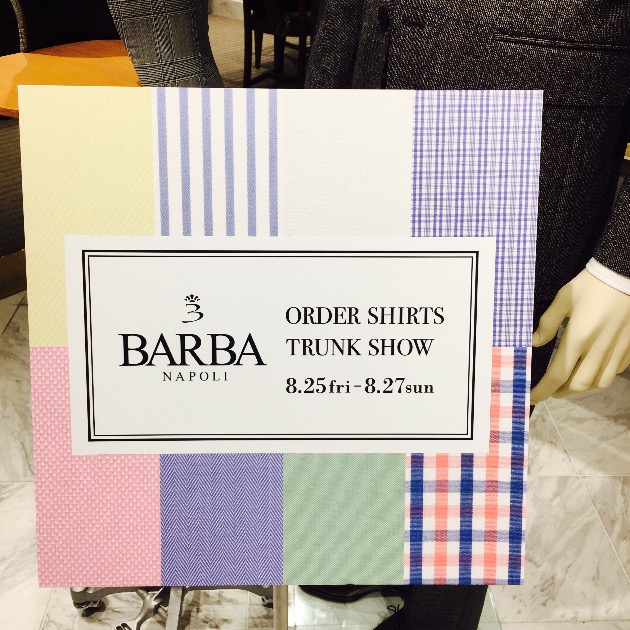 BARBA
NAPOLI
ORDER SHIRTS
TRUNK SHOW
8.25fri-8.27sun